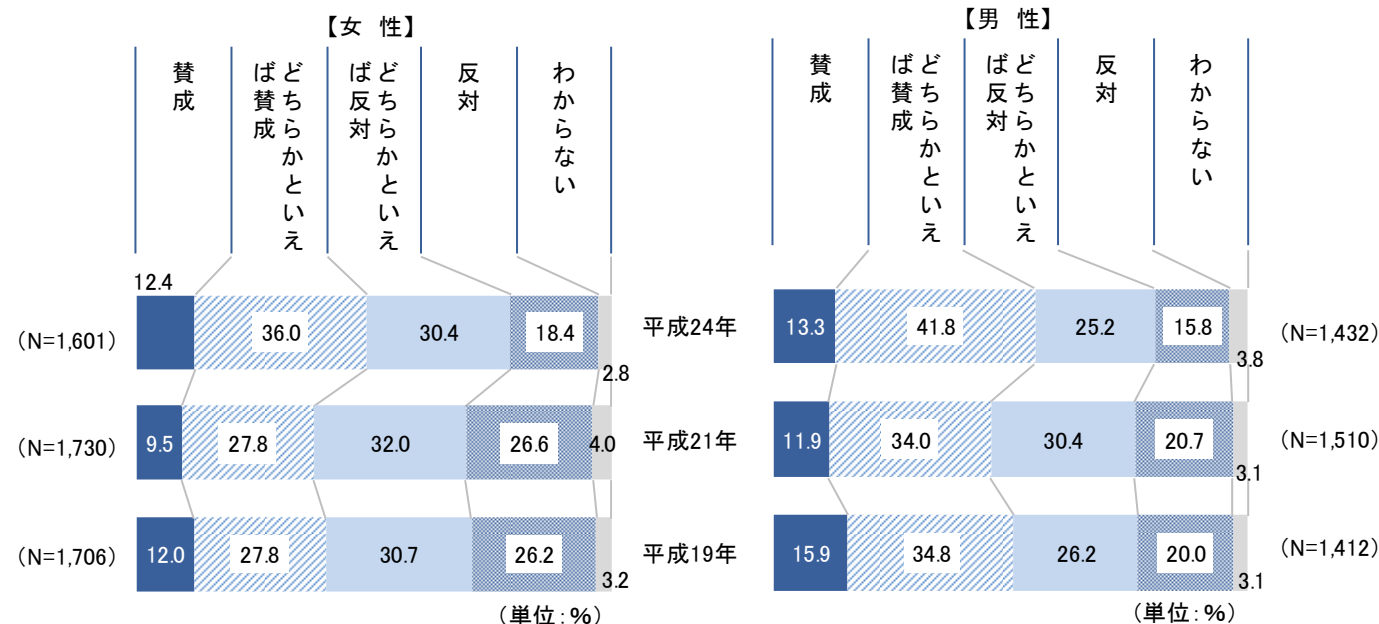 【女 性】
賛成
どちらかといえ
ば賛成
どちらかといえ
ば反対
反対
わからない
12.4
(N=1,601)
36.0
30.4
18.4
2.8
(N=1,730)
9.5
27.8
32.0
26.6
4.0
(N=1,706)
12.0
27.8
30.7
26.2
3.2
(単位:%)
平成24年
平成21年
平成19年
【男 性】
賛成
どちらかといえ
ば賛成
どちらかといえ
ば反対
反対
わからない
13.3
41.8
25.2
15.8
3.8
(N=1,432)
11.9
34.0
30.4
20.7
3.1
(N=1,510)
15.9
34.8
26.2
20.0
3.1
(N=1,412)
(単位:%)